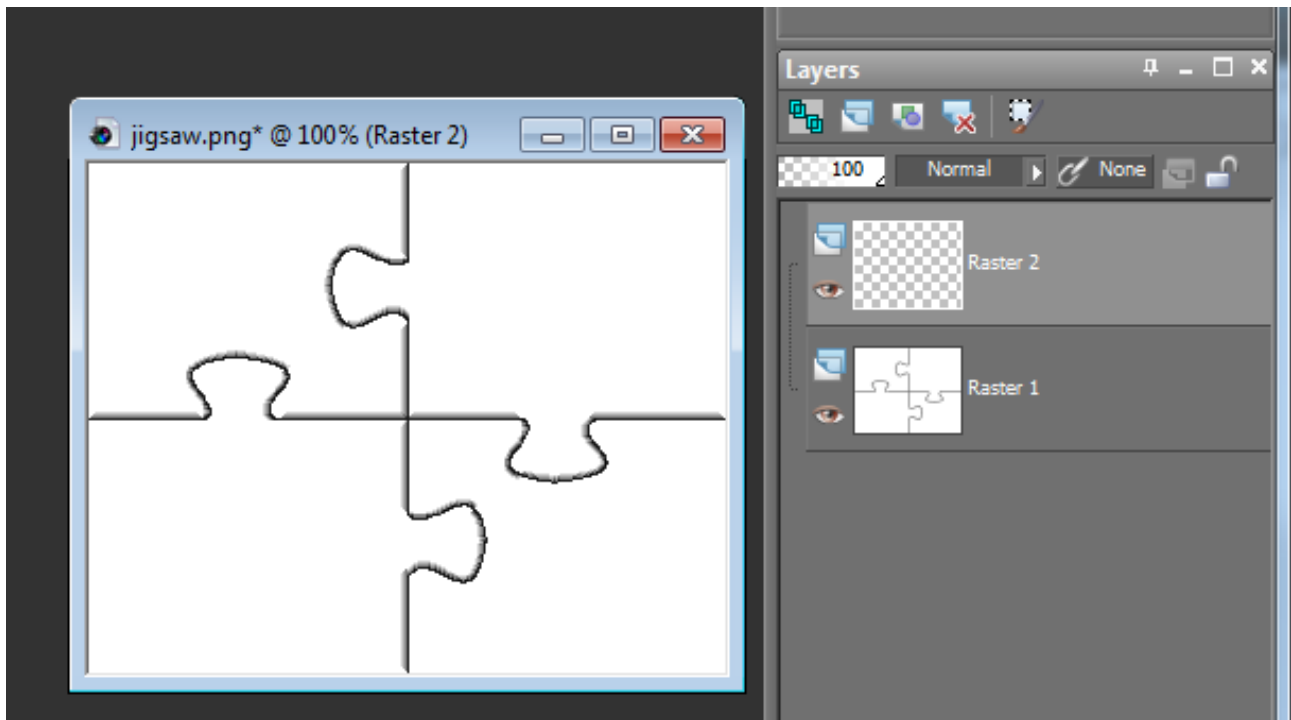 Layers
jigsaw.png* @ 100% (Raster 2)
100 Normal None
Raster 2
Raster 1